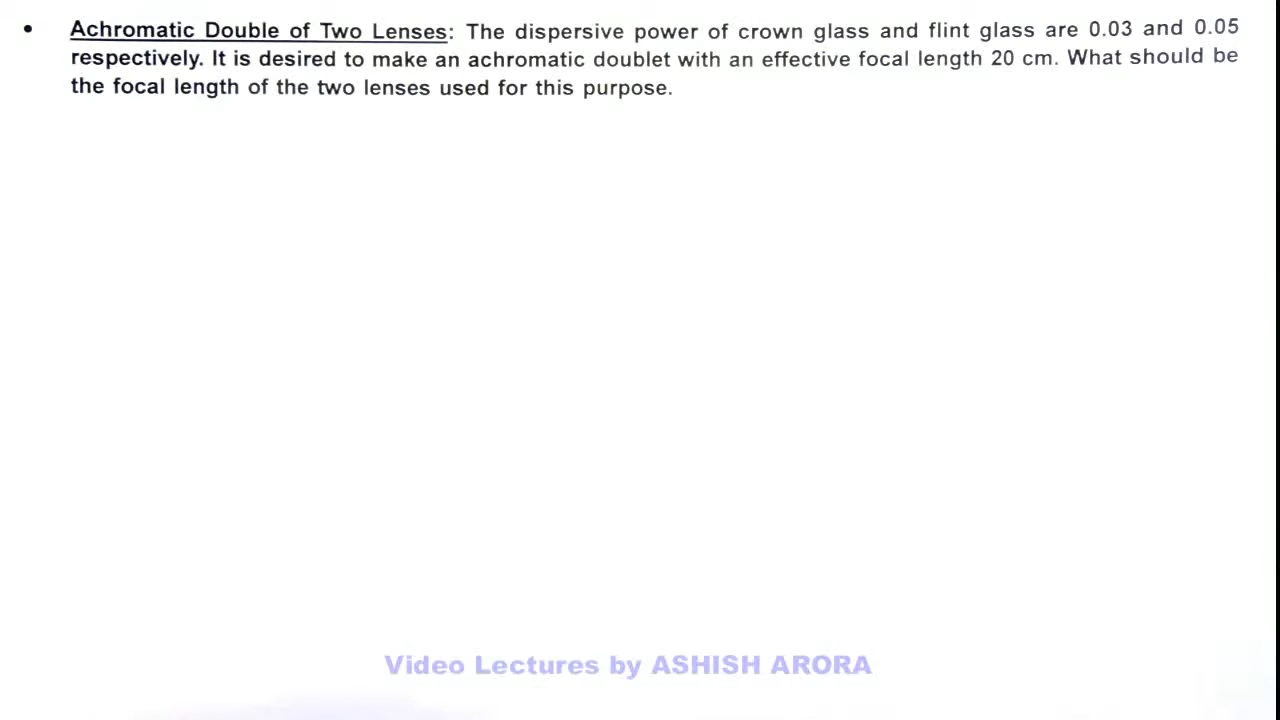 • Achromatic Double of Two Lenses: The dispersive power of crown glass and flint glass are 0.03 and 0.05
respectively. It is desired to make an achromatic doublet with an effective focal length 20 cm. What should be
the focal length of the two lenses used for this purpose.
Video Lectures by ASHISH ARORA